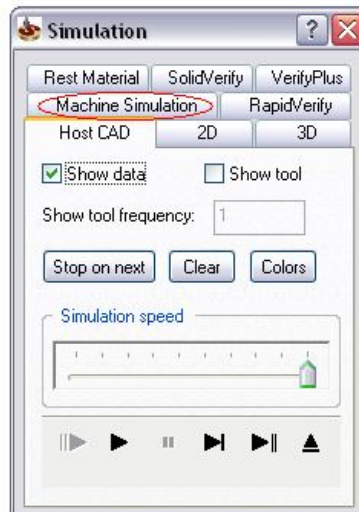 Simulation
Rest Material SolidVerify VerifyPlus
Machine Simulation RapidVerify
Host CAD 2D 3D
Show data Show tool
Show tool frequency: 1
Stop on next Clear Colors
Simulation speed